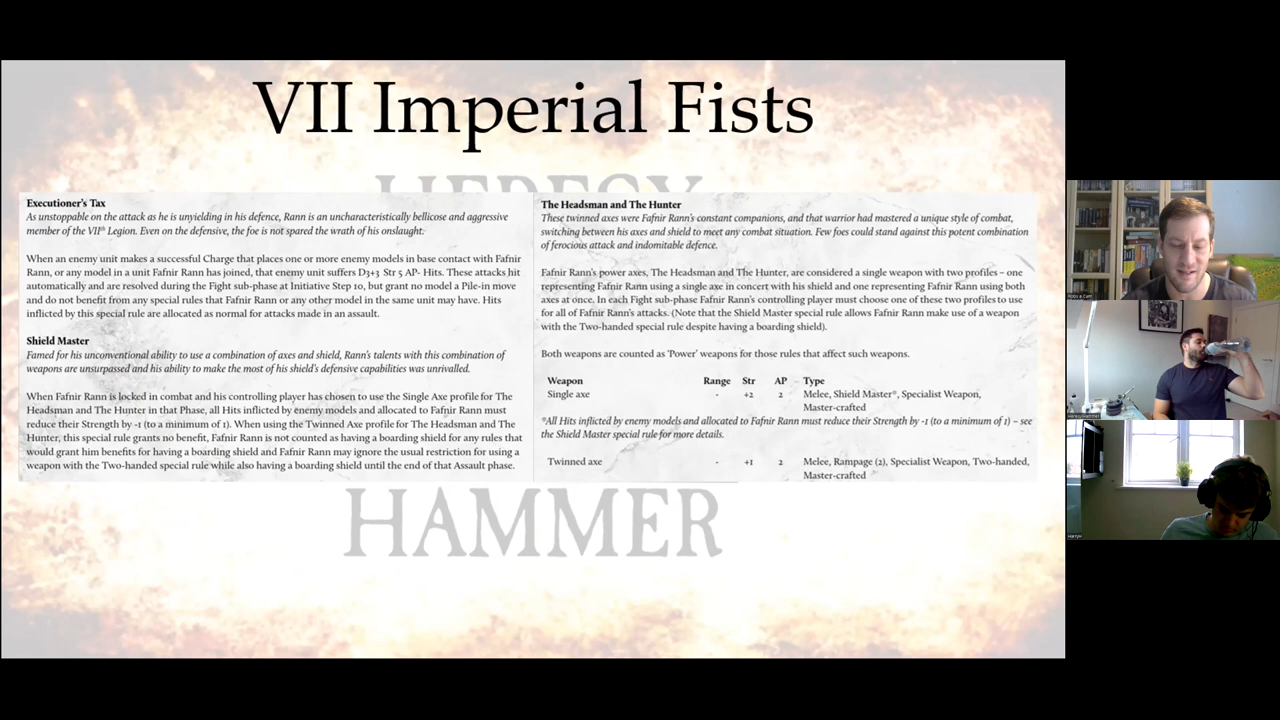 VII Imperial Fists
HERESY
Executioner's Tax
As unstoppable on the attack as he is unyielding in his defence, Rann is an uncharacteristically bellicose and aggressive
member of the VIIth Legion. Even on the defensive, the foe is not spared the wrath of his onslaught.
When an enemy unit makes a successful Charge that places one or more enemy models in base contact with Fafnir
Rann, or any model in a unit Fafnir Rann has joined, that enemy unit suffers D3+3 Str 5 AP- Hits. These attacks hit
automatically and are resolved during the Fight sub-phase at Initiative Step 10, but grant no model a Pile-in move
and do not benefit from any special rules that Fafnir Rann or any other model in the same unit may have. Hits
inflicted by this special rule are allocated as normal for attacks made in an assault.
Shield Master
Famed for his unconventional ability to use a combination of axes and shield, Rann's talents with this combination of
weapons are unsurpassed and his ability to make the most of his shield's defensive capabilities was unrivalled.
When Fafnir Rann is locked in combat and his controlling player has chosen to use the Single Axe profile for The
Headsman and The Hunter in that Phase, all Hits inflicted by enemy models and allocated to Fafnir Rann must
reduce their Strength by -1 (to a minimum of 1). When using the Twinned Axe profile for The Headsman and The
Hunter, this special rule grants no benefit, Fafnir Rann is not counted as having a boarding shield for any rules that
would grant him benefits for having a boarding shield and Fafnir Rann may ignore the usual restriction for using a
weapon with the Two-handed special rule while also having a boarding shield until the end of that Assault phase.
The Headsman and The Hunter
These twinned axes were Fafnir Rann's constant companions, and that warrior had mastered a unique style of combat,
switching between his axes and shield to meet any combat situation. Few foes could stand against this potent combination
of ferocious attack and indomitable defence.
Fafnir Rann's power axes, The Headsman and The Hunter, are considered a single weapon with two profiles – one
representing Fafnir Rann using a single axe in concert with his shield and one representing Fafnir Rann using both
axes at once. In each Fight sub-phase Fafnir Rann's controlling player must choose one of these two profiles to use
for all of Fafnir Rann's attacks. (Note that the Shield Master special rule allows Fafnir Rann make use of a weapon
with the Two-handed special rule despite having a boarding shield).
Both weapons are counted as 'Power' weapons for those rules that affect such weapons.
Weapon Range Str AP Type
Single axe - +2 2 Melee, Shield Master*, Specialist Weapon,
Master-crafted
*All Hits inflicted by enemy models and allocated to Fafnir Rann must reduce their Strength by -1 (to a minimum of 1) – see
the Shield Master special rule for more details.
Twinned axe - +1 2 Melee, Rampage (2), Specialist Weapon, Two-handed,
Master-crafted
HAMMER